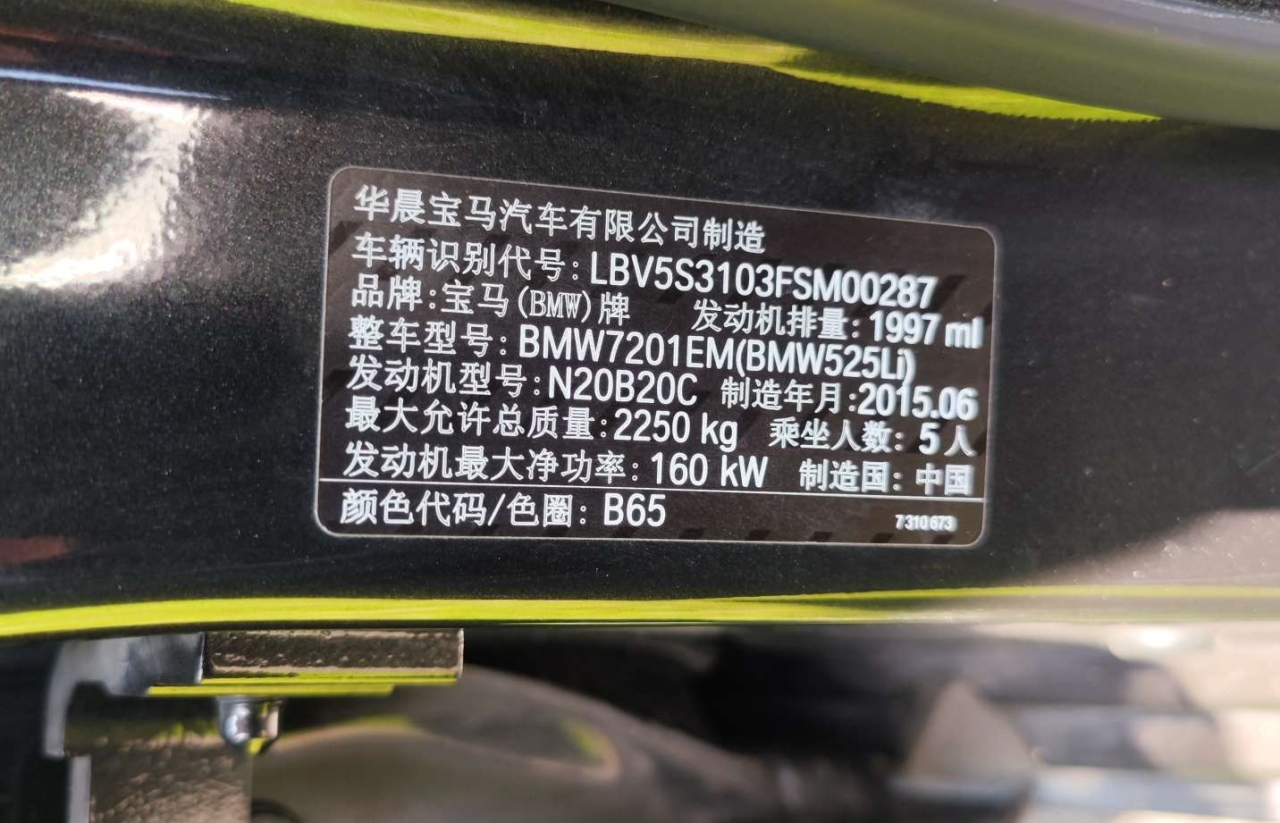 华晨宝马汽车有限公司制造
车辆识别代号: LBV5S3103FSM00287
品牌: 宝马(BMW)牌 发动机排量: 1997 ml
整车型号: BMW7201EM(BMW525Li)
发动机型号: N20B20C 制造年月: 2015.06
最大允许总质量: 2250 kg 乘坐人数: 5人
发动机最大净功率: 160 kW 制造国: 中国
颜色代码/色圈: B65 7310673